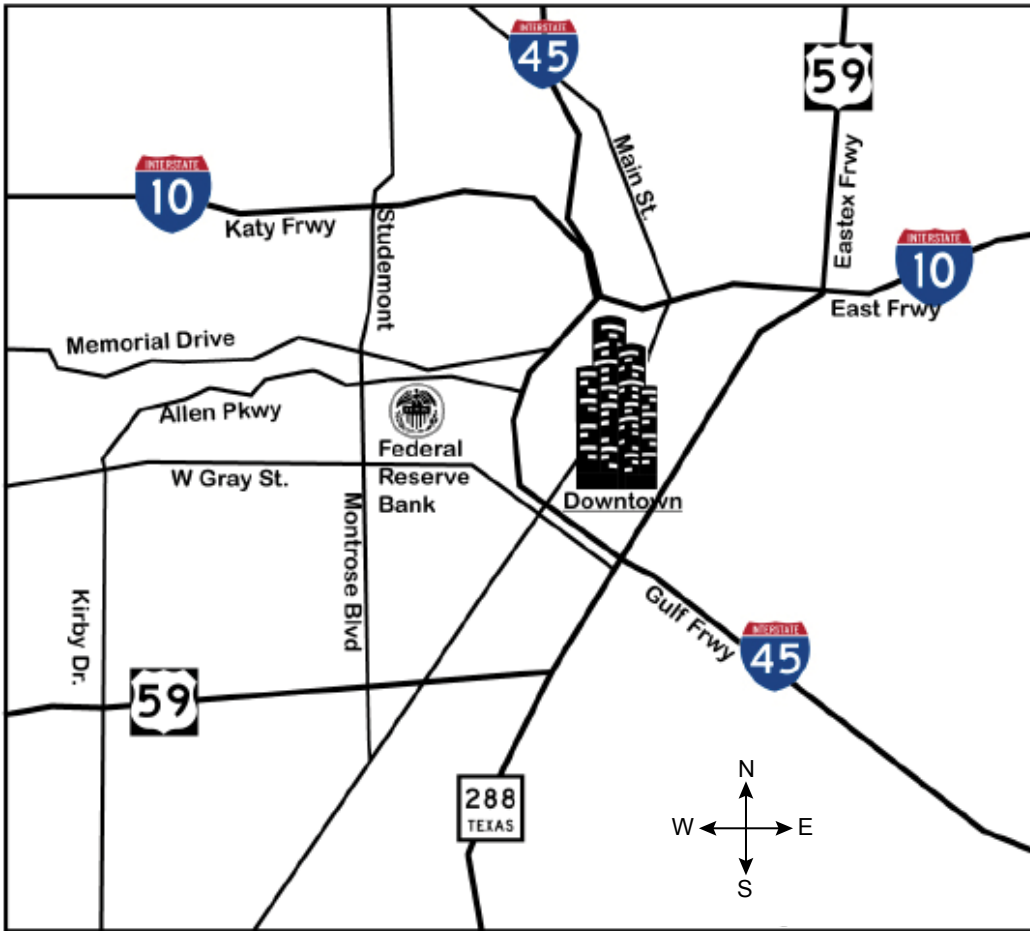 INTERSTATE
45
59
Main St.
Eastex Frwy
INTERSTATE
10
Katy Frwy
Studemont
INTERSTATE
10
East Frwy
Memorial Drive
Allen Pkwy
Federal
Reserve
Bank
W Gray St.
Downtown
Montrose Blvd
Kirby Dr.
Gulf Frwy
INTERSTATE
45
59
288
TEXAS
N
W
E
S